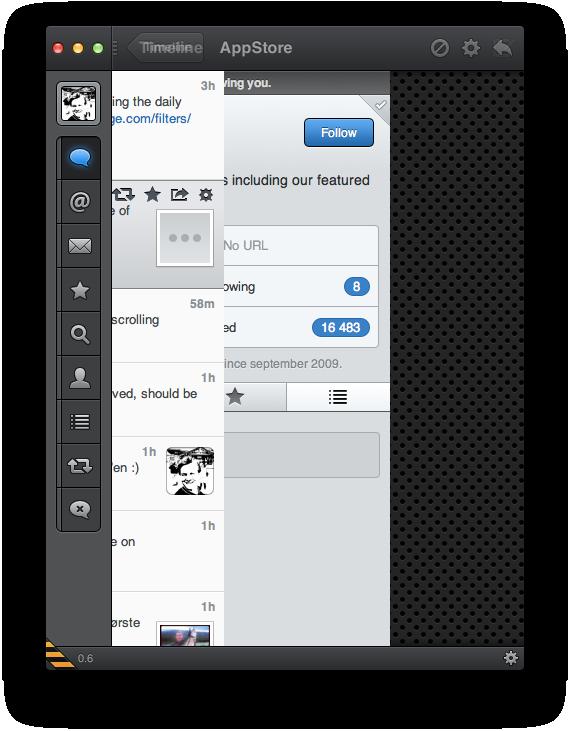 Timeline
AppStore
3h
ing the daily
ge.com/filters/
e of
58m
scrolling
1h
ved, should be
1h
en :)
1h
e on
1h
ørste
ving you.
Follow
s including our featured
No URL
owing
8
ed
16 483
ince september 2009.
0.6